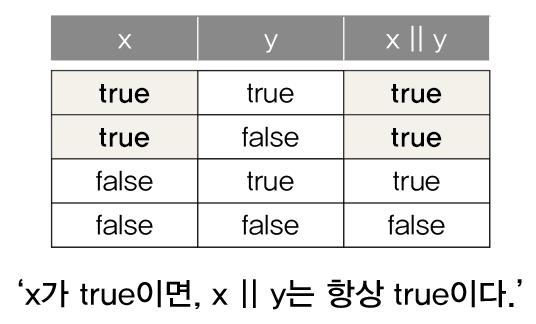 x y x || y
true true true
true false true
false true true
false false false
‘x가 true이면, x || y는 항상 true이다.’